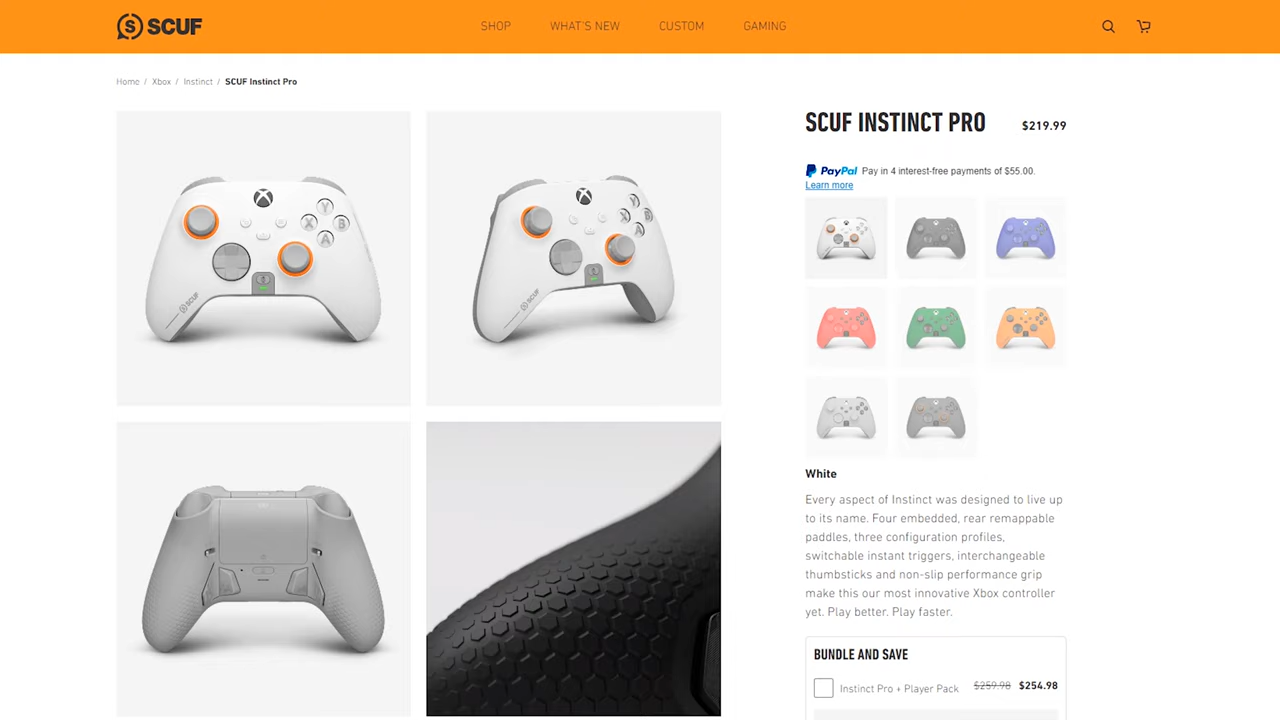 SCUF
SHOP
WHAT'S NEW
CUSTOM
GAMING
Home / Xbox / Instinct / SCUF Instinct Pro
SCUF INSTINCT PRO
$219.99
PayPal Pay in 4 interest-free payments of $55.00.
Learn more
Y
X
B
A
SCUF
Y
X
B
A
SCUF
White
Every aspect of Instinct was designed to live up
to its name. Four embedded, rear remappable
paddles, three configuration profiles,
switchable instant triggers, interchangeable
thumbsticks and non-slip performance grip
make this our most innovative Xbox controller
yet. Play better. Play faster.
BUNDLE AND SAVE
Instinct Pro + Player Pack $259.98 $254.98